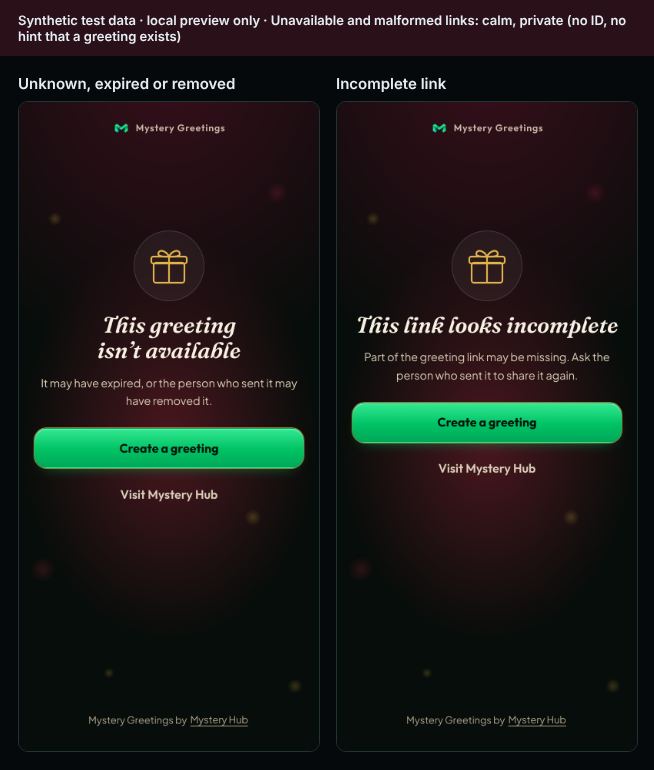 Synthetic test data · local preview only · Unavailable and malformed links: calm, private (no ID, no
hint that a greeting exists)
Unknown, expired or removed
Mystery Greetings
This greeting
isn’t available
It may have expired, or the person who sent it may
have removed it.
Create a greeting
Visit Mystery Hub
Mystery Greetings by Mystery Hub
Incomplete link
Mystery Greetings
This link looks incomplete
Part of the greeting link may be missing. Ask the
person who sent it to share it again.
Create a greeting
Visit Mystery Hub
Mystery Greetings by Mystery Hub